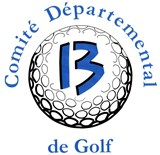 Comité Départemental
13
de Golf